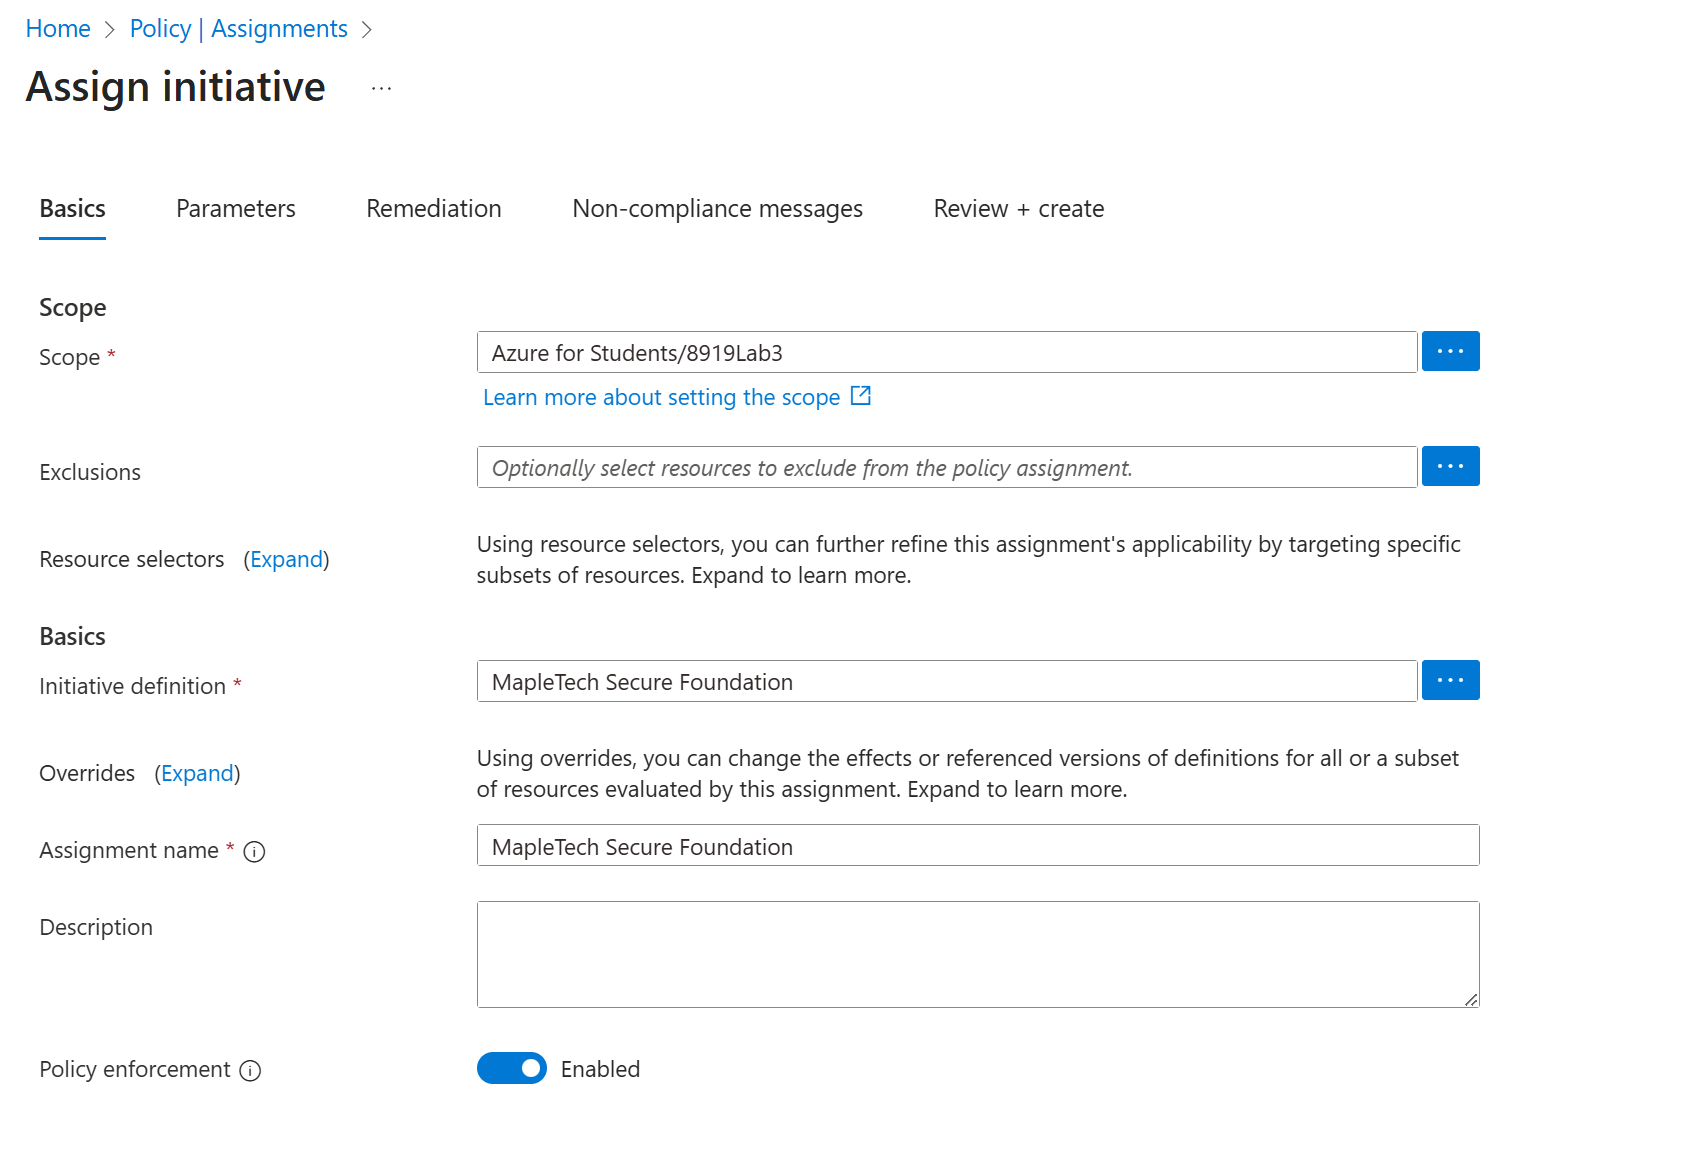 Home > Policy | Assignments >
Assign initiative ...
Basics Parameters Remediation Non-compliance messages Review + create
Scope
Scope * Azure for Students/8919Lab3 ...
Learn more about setting the scope
Exclusions Optionally select resources to exclude from the policy assignment. ...
Resource selectors (Expand) Using resource selectors, you can further refine this assignment's applicability by targeting specific
subsets of resources. Expand to learn more.
Basics
Initiative definition * MapleTech Secure Foundation ...
Overrides (Expand) Using overrides, you can change the effects or referenced versions of definitions for all or a subset
of resources evaluated by this assignment. Expand to learn more.
Assignment name * MapleTech Secure Foundation
Description
Policy enforcement Enabled